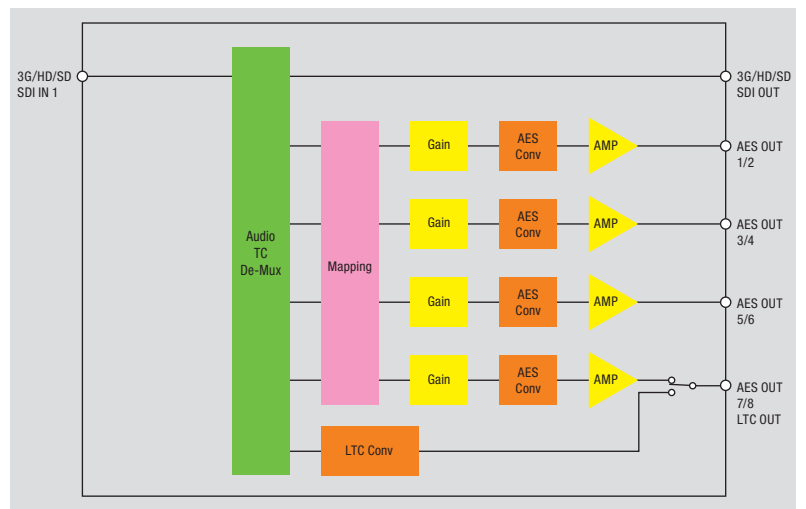 3G/HD/SD
SDI IN 1
3G/HD/SD
SDI OUT
Audio
TC
De-Mux
Mapping
Gain
AES
Conv
AMP
AES OUT
1/2
Gain
AES
Conv
AMP
AES OUT
3/4
Gain
AES
Conv
AMP
AES OUT
5/6
Gain
AES
Conv
AMP
AES OUT
7/8
LTC OUT
LTC Conv